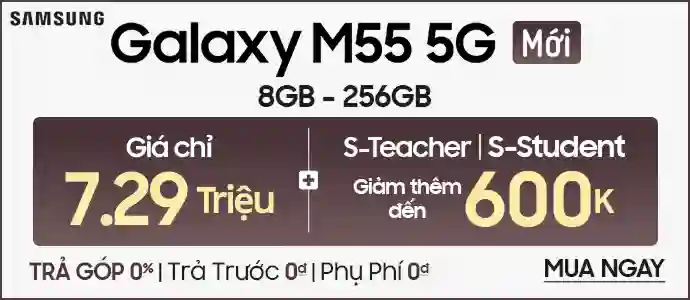 SAMSUNG
Galaxy M55 5G Mới
8GB - 256GB
Giá chỉ
7.29 Triệu
+
S-Teacher | S-Student
Giảm thêm đến 600K
TRẢ GÓP 0% | Trả Trước 0đ | Phụ Phí 0đ
MUA NGAY